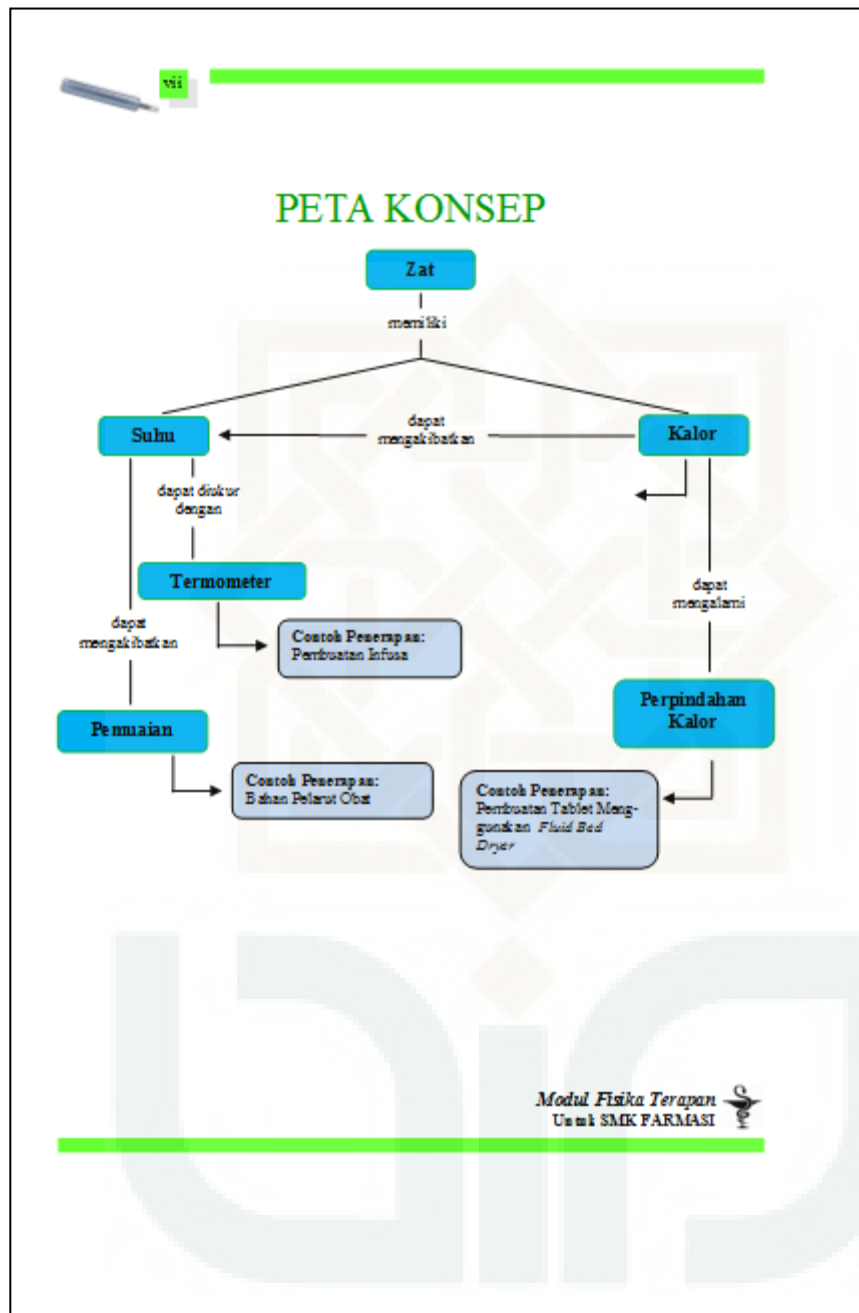 vii
PETA KONSEP
Zat
memiliki
Suhu
dapat
mengakibatkan
Kalor
dapat diukur
dengan
Termometer
dapat
mengakibatkan
dapat
mengalami
Contoh Penerapan:
Pembuatan Infusa
Perpindahan
Kalor
Pemuaian
Contoh Penerapan:
Bahan Pelarut Obat
Contoh Penerapan:
Pembuatan Tablet Meng-
gunakan Fluid Bed
Dryer
Modul Fisika Terapan
Untuk SMK FARMASI